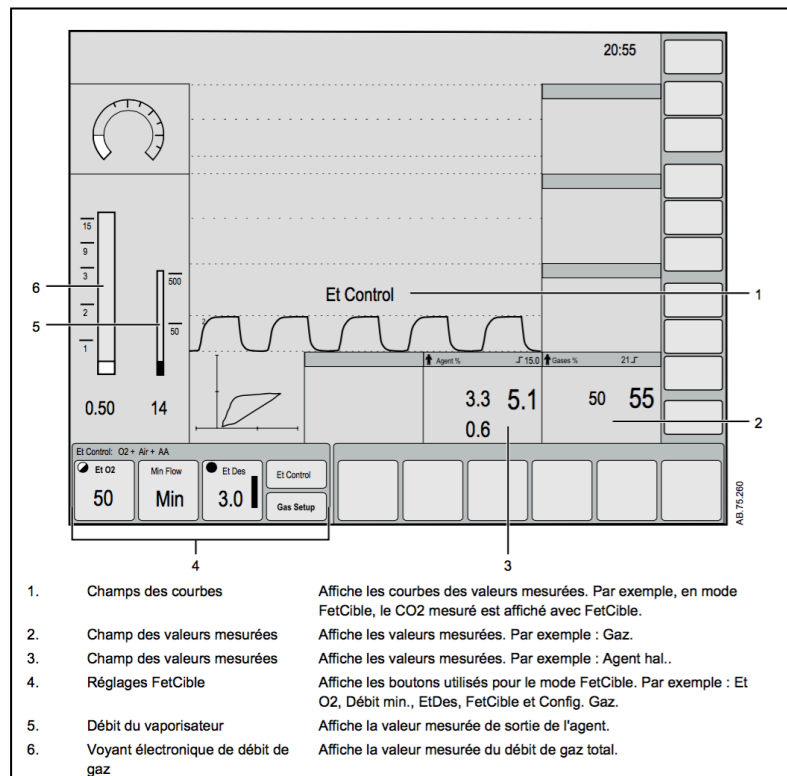 20:55
15
9
3
2
1
500
50
6
5
Et Control
1
2
Agent %
15.0
Gases %
21
3.3 5.1
0.6
50 55
2
0.50
14
Et Control: O2 + Air + AA
Et O2
50
Min Flow
Min
Et Des
3.0
Et Control
Gas Setup
AB.75.260
4
3
1. Champs des courbes Affiche les courbes des valeurs mesurées. Par exemple, en mode
FetCible, le CO2 mesuré est affiché avec FetCible.
2. Champ des valeurs mesurées Affiche les valeurs mesurées. Par exemple : Gaz.
3. Champ des valeurs mesurées Affiche les valeurs mesurées. Par exemple : Agent hal..
4. Réglages FetCible Affiche les boutons utilisés pour le mode FetCible. Par exemple : Et
O2, Débit min., EtDes, FetCible et Config. Gaz.
5. Débit du vaporisateur Affiche la valeur mesurée de sortie de l'agent.
6. Voyant électronique de débit de Affiche la valeur mesurée du débit de gaz total.
gaz